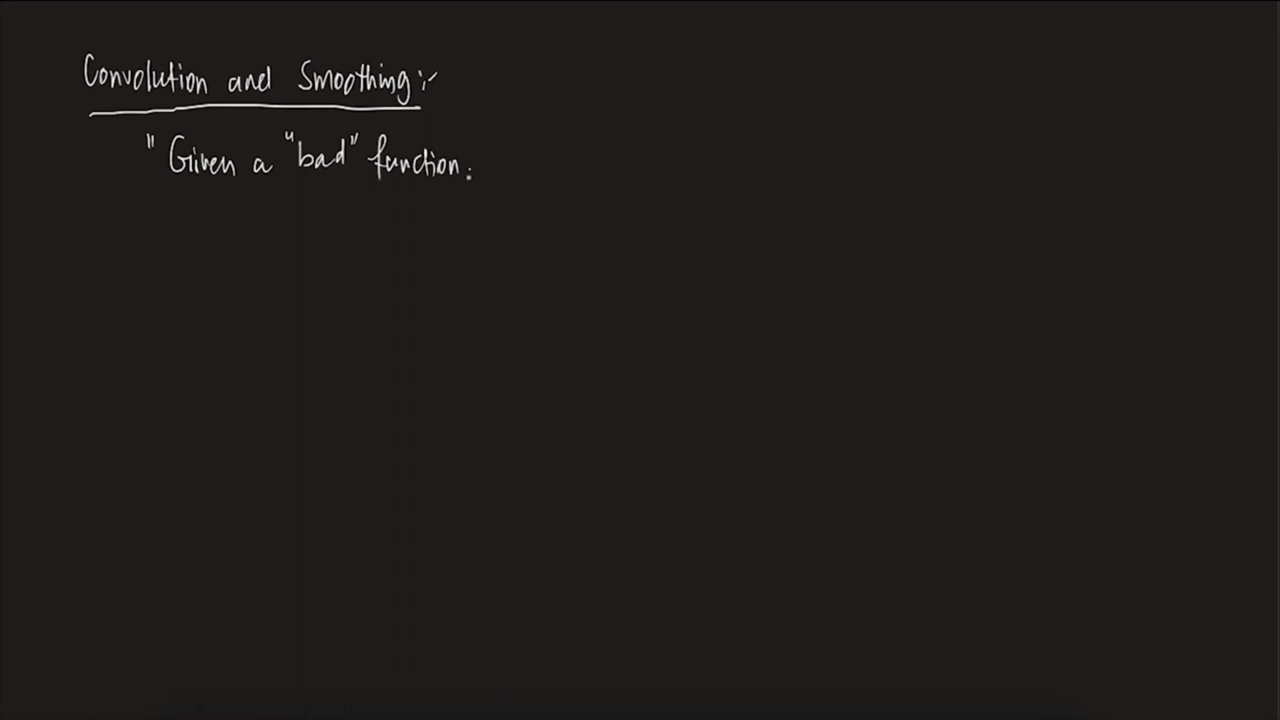 Convolution and Smoothing :-
" Given a "bad" function.